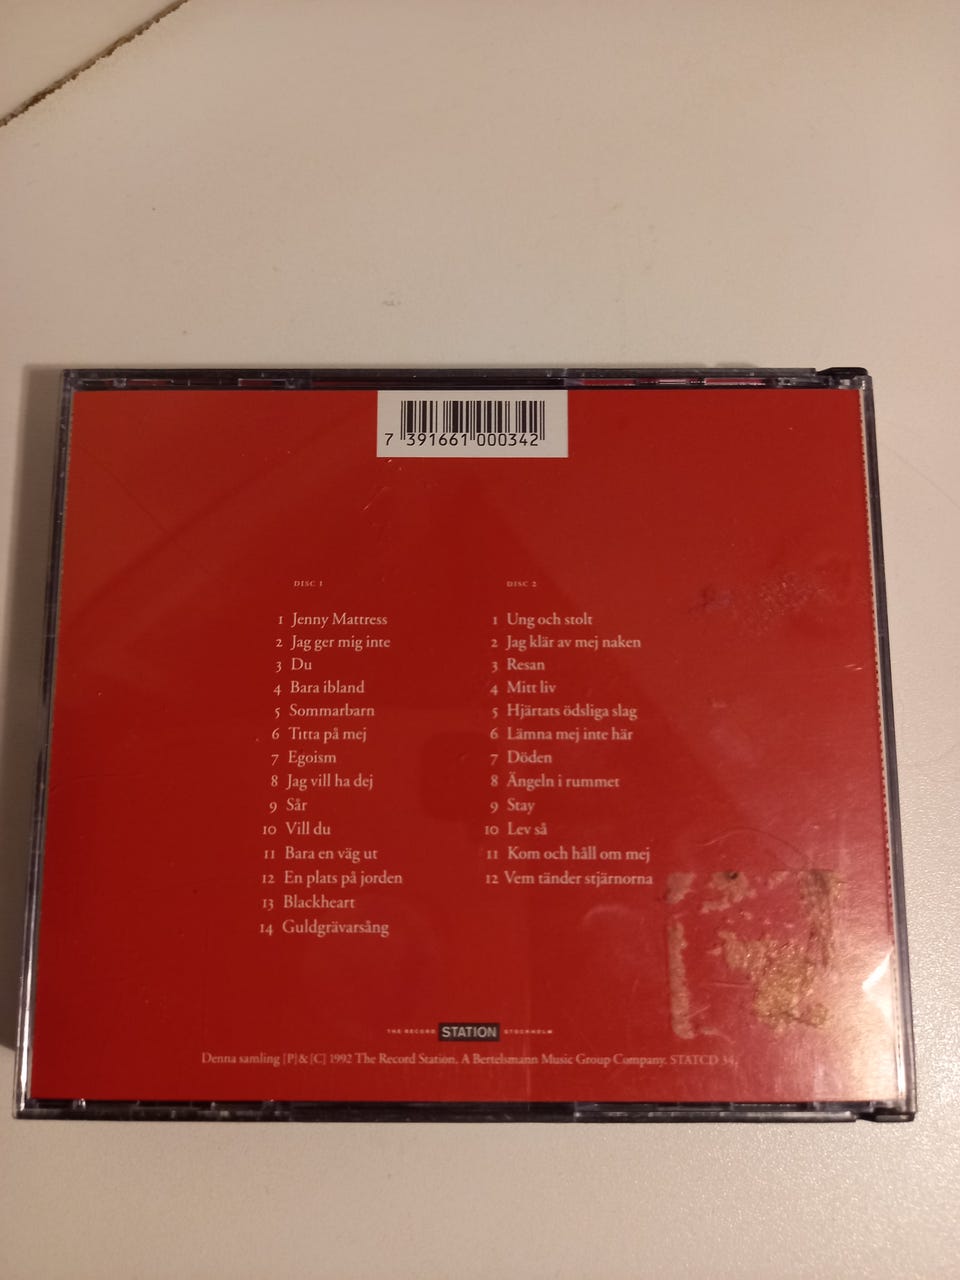 7 391661 000342
DISC 1
1 Jenny Mattress
2 Jag ger mig inte
3 Du
4 Bara ibland
5 Sommarbarn
6 Titta på mej
7 Egoism
8 Jag vill ha dej
9 Sår
10 Vill du
11 Bara en väg ut
12 En plats på jorden
13 Blackheart
14 Guldgrävarsång
DISC 2
1 Ung och stolt
2 Jag klär av mej naken
3 Resan
4 Mitt liv
5 Hjärtats ödsliga slag
6 Lämna mej inte här
7 Döden
8 Ängeln i rummet
9 Stay
10 Lev så
11 Kom och håll om mej
12 Vem tänder stjärnorna
THE RECORD STATION STOCKHOLM
Denna samling [P]&[C] 1992 The Record Station. A Bertelsmann Music Group Company. STATCD 34.